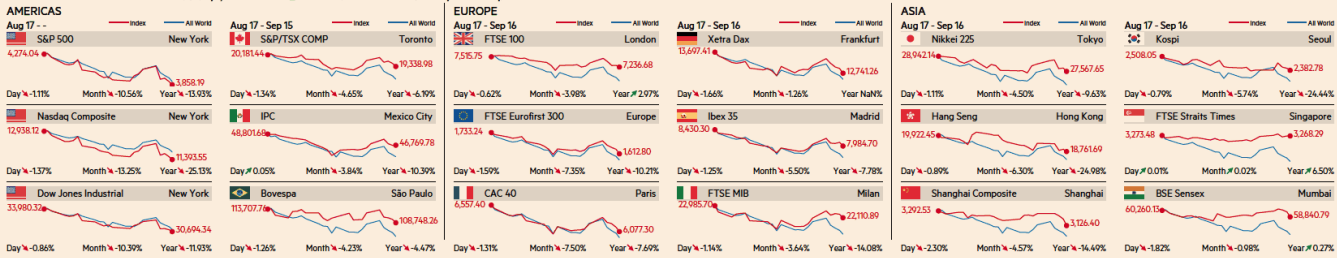 AMERICAS
Aug 17 - - Index All World
S&P 500 New York
4,274.04
3,858.19
Day -1.11% Month -10.56% Year -13.93%
Nasdaq Composite New York
12,938.12
11,393.55
Day -1.37% Month -13.25% Year -25.13%
Dow Jones Industrial New York
33,980.32
30,694.34
Day -0.86% Month -10.39% Year -11.93%
Aug 17 - Sep 15 Index All World
S&P/TSX COMP Toronto
20,181.44
19,338.98
Day -1.34% Month -4.65% Year -6.19%
IPC Mexico City
48,801.68
46,769.78
Day 0.05% Month -3.84% Year -10.39%
Bovespa São Paulo
113,707.76
108,748.26
Day -1.26% Month -4.23% Year -4.47%
EUROPE
Aug 17 - Sep 16 Index All World
FTSE 100 London
7,515.75
7,236.68
Day -0.62% Month -3.98% Year 2.97%
FTSE Eurofirst 300 Europe
1,733.24
1,612.80
Day -1.59% Month -7.35% Year -10.21%
CAC 40 Paris
6,557.40
6,077.30
Day -1.31% Month -7.50% Year -7.69%
Aug 17 - Sep 16 Index All World
Xetra Dax Frankfurt
13,697.41
12,741.26
Day -1.66% Month -1.26% Year NaN%
Ibex 35 Madrid
8,430.30
7,984.70
Day -1.25% Month -5.50% Year -7.78%
FTSE MIB Milan
22,985.70
22,110.89
Day -1.14% Month -3.64% Year -14.08%
ASIA
Aug 17 - Sep 16 Index All World
Nikkei 225 Tokyo
28,942.14
27,567.65
Day -1.11% Month -4.50% Year -9.63%
Hang Seng Hong Kong
19,922.45
18,761.69
Day -0.89% Month -6.30% Year -24.98%
Shanghai Composite Shanghai
3,292.53
3,126.40
Day -2.30% Month -4.57% Year -14.49%
Aug 17 - Sep 16 Index All World
Kospi Seoul
2,508.05
2,382.78
Day -0.79% Month -5.74% Year -24.44%
FTSE Straits Times Singapore
3,273.48
3,268.29
Day 0.01% Month 0.02% Year 6.50%
BSE Sensex Mumbai
60,260.13
58,840.79
Day -1.82% Month -0.98% Year 0.27%